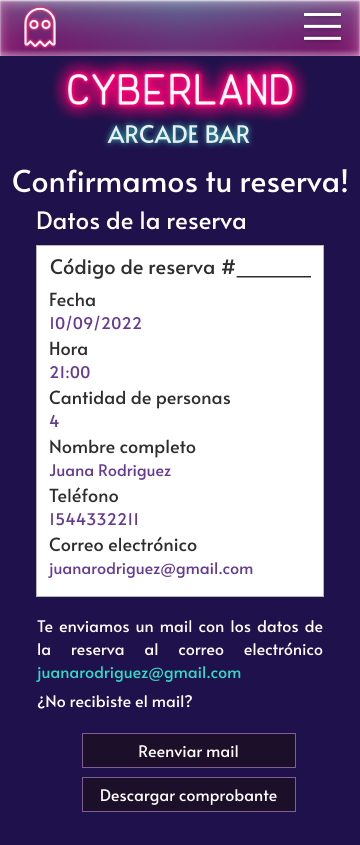 CYBERLAND
ARCADE BAR
Confirmamos tu reserva!
Datos de la reserva
Código de reserva #_______
Fecha
10/09/2022
Hora
21:00
Cantidad de personas
4
Nombre completo
Juana Rodriguez
Teléfono
1544332211
Correo electrónico
juanarodriguez@gmail.com
Te enviamos un mail con los datos de
la reserva al correo electrónico
juanarodriguez@gmail.com
¿No recibiste el mail?
Reenviar mail
Descargar comprobante